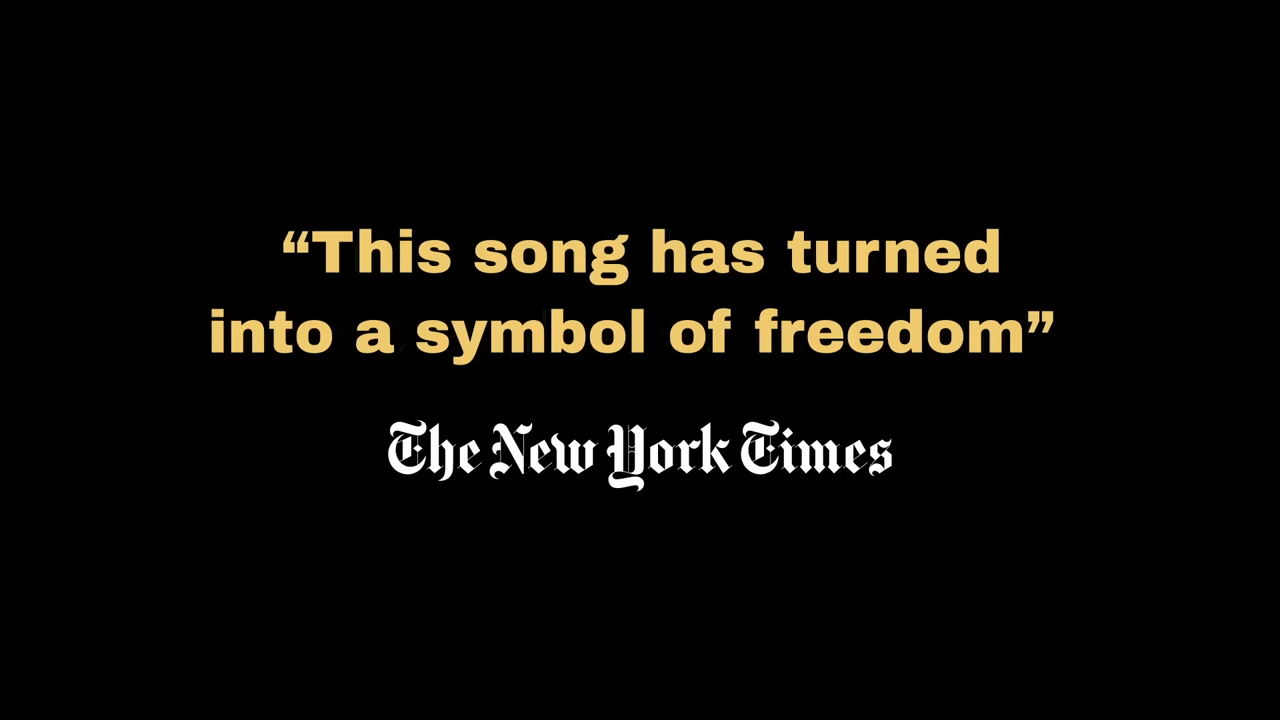 “This song has turned
into a symbol of freedom”
The New York Times